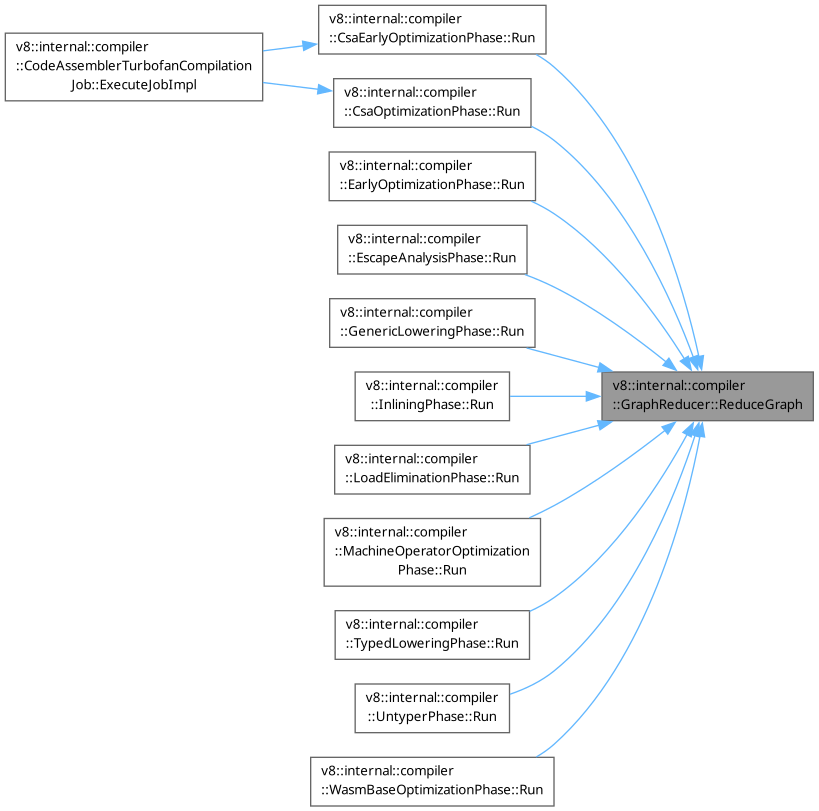 v8::internal::compiler
::CodeAssemblerTurbofanCompilation
Job::ExecuteJobImpl
v8::internal::compiler
::CsaEarlyOptimizationPhase::Run
v8::internal::compiler
::CsaOptimizationPhase::Run
v8::internal::compiler
::EarlyOptimizationPhase::Run
v8::internal::compiler
::EscapeAnalysisPhase::Run
v8::internal::compiler
::GenericLoweringPhase::Run
v8::internal::compiler
::InliningPhase::Run
v8::internal::compiler
::LoadEliminationPhase::Run
v8::internal::compiler
::MachineOperatorOptimization
Phase::Run
v8::internal::compiler
::TypedLoweringPhase::Run
v8::internal::compiler
::UntyperPhase::Run
v8::internal::compiler
::WasmBaseOptimizationPhase::Run
v8::internal::compiler
::GraphReducer::ReduceGraph